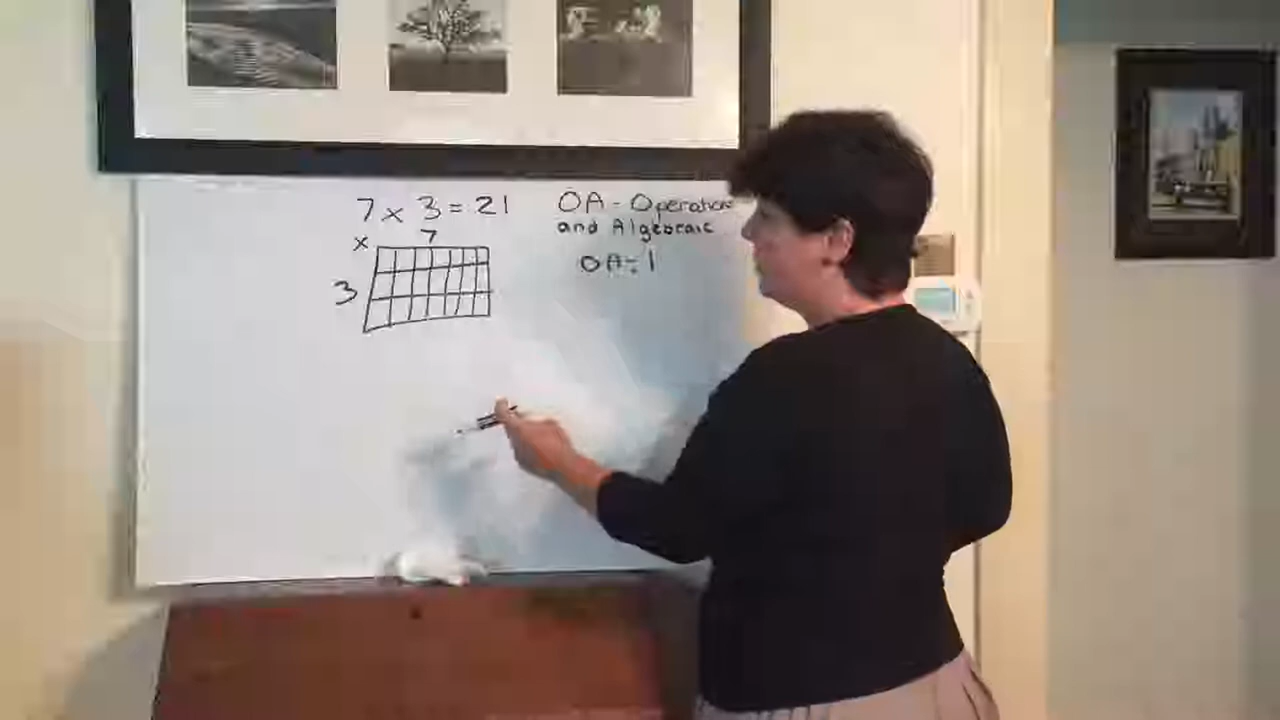 7 x 3 = 21
x 7
3
OA - Operations
and Algebraic
OA-1